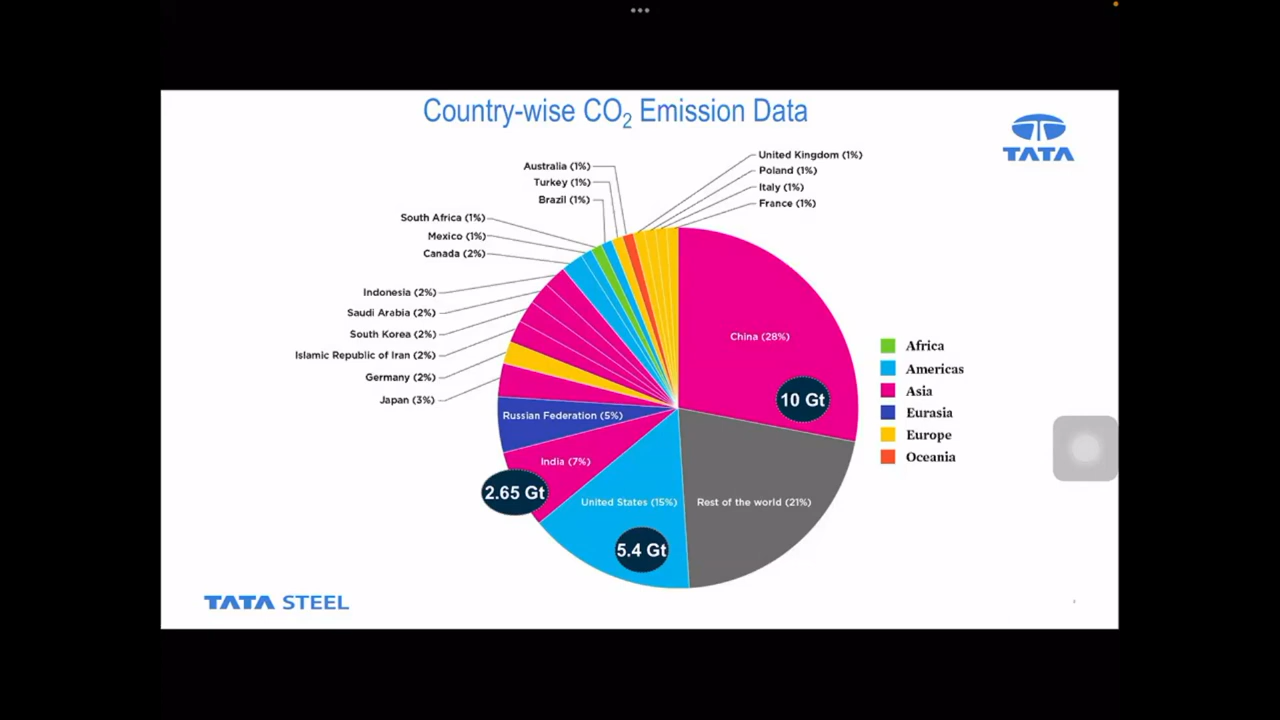 Country-wise CO₂ Emission Data
TATA
Australia (1%)
Turkey (1%)
Brazil (1%)
South Africa (1%)
Mexico (1%)
Canada (2%)
Indonesia (2%)
Saudi Arabia (2%)
South Korea (2%)
Islamic Republic of Iran (2%)
Germany (2%)
Japan (3%)
United Kingdom (1%)
Poland (1%)
Italy (1%)
France (1%)
China (28%)
10 Gt
Russian Federation (5%)
India (7%)
2.65 Gt
United States (15%)
5.4 Gt
Rest of the world (21%)
Africa
Americas
Asia
Eurasia
Europe
Oceania
TATA STEEL